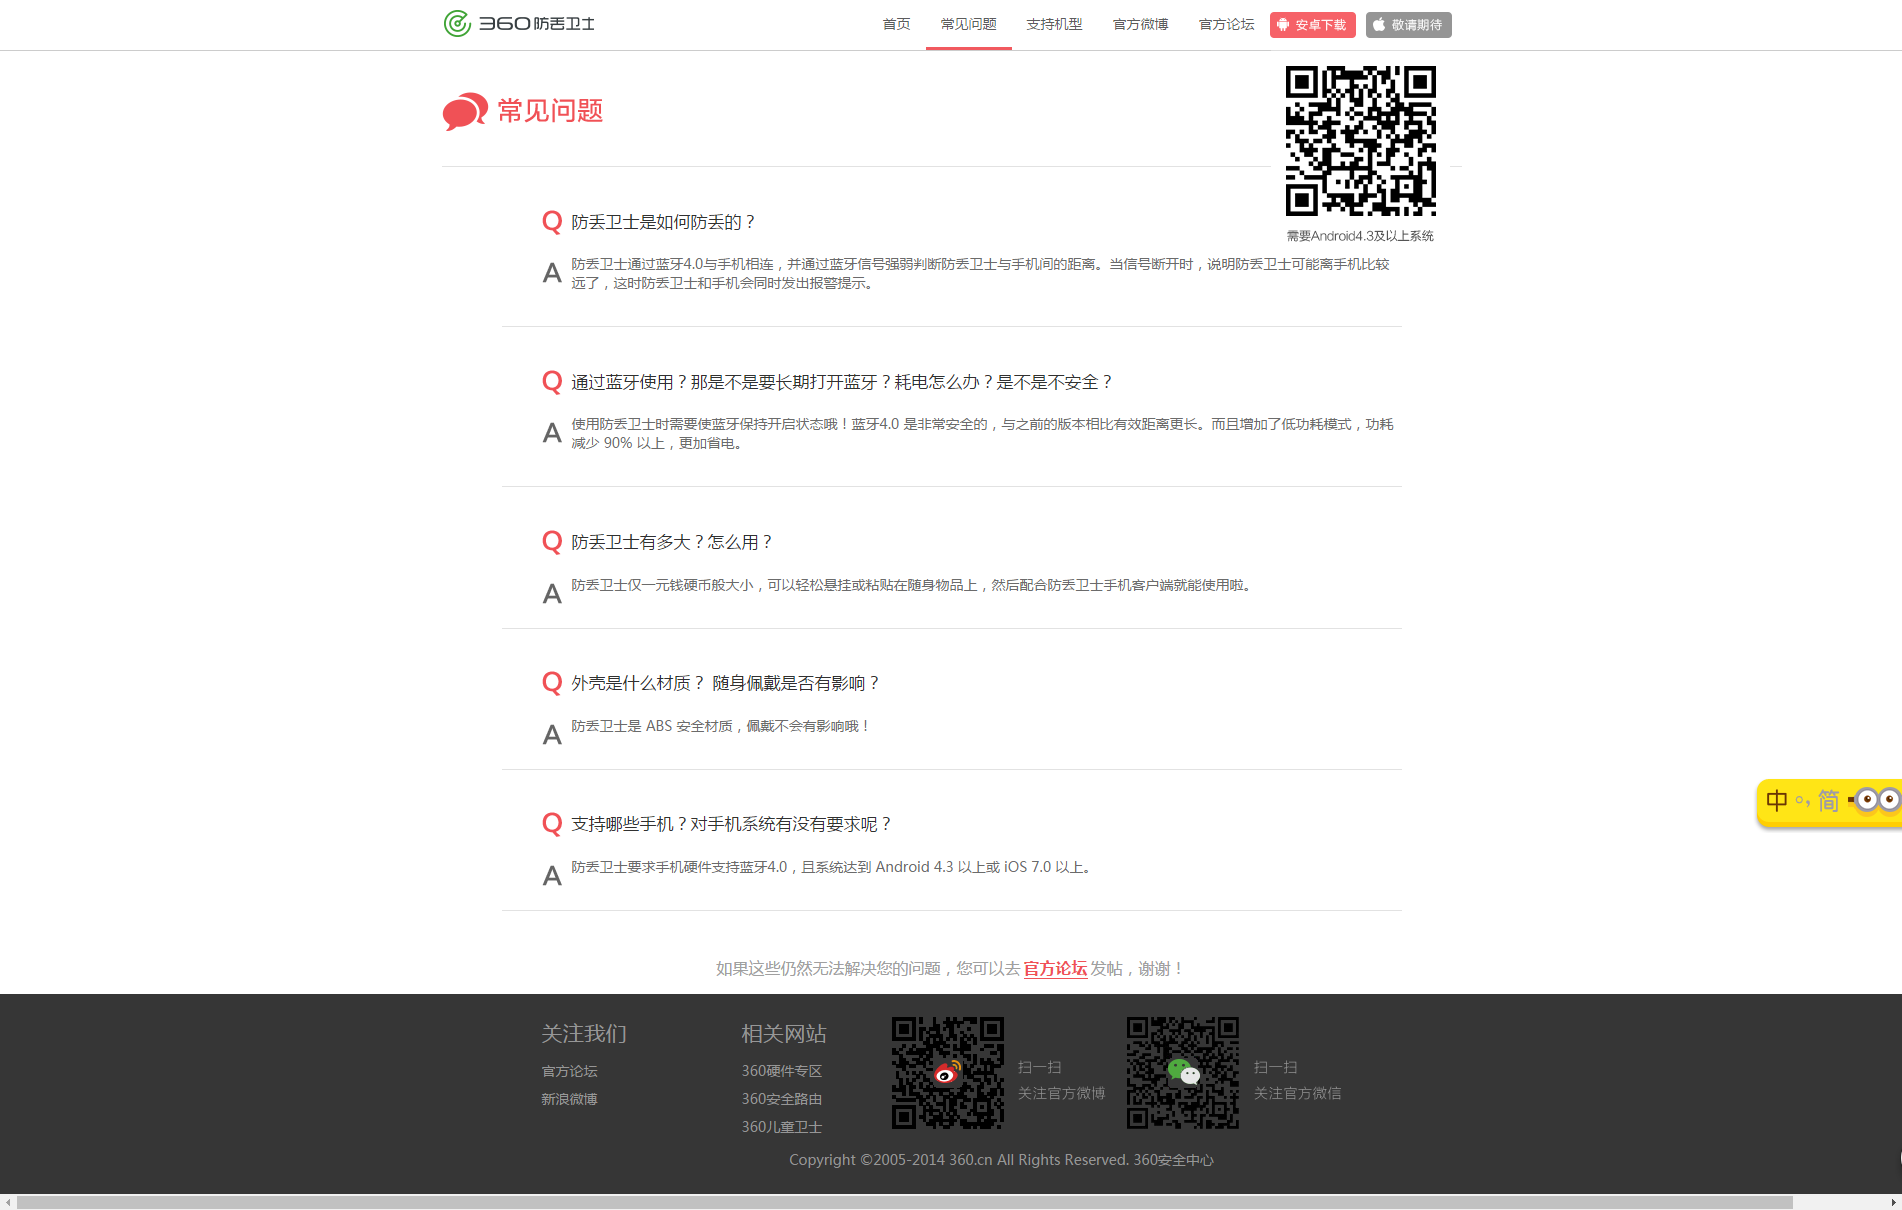 360防丢卫士
首页 常见问题 支持机型 官方微博 官方论坛 安卓下载 敬请期待
常见问题
需要Android4.3及以上系统
Q 防丢卫士是如何防丢的？
A 防丢卫士通过蓝牙4.0与手机相连，并通过蓝牙信号强弱判断防丢卫士与手机间的距离。当信号断开时，说明防丢卫士可能离手机比较
远了，这时防丢卫士和手机会同时发出报警提示。
Q 通过蓝牙使用？那是不是要长期打开蓝牙？耗电怎么办？是不是不安全？
A 使用防丢卫士时需要使蓝牙保持开启状态哦！蓝牙4.0 是非常安全的，与之前的版本相比有效距离更长。而且增加了低功耗模式，功耗
减少 90% 以上，更加省电。
Q 防丢卫士有多大？怎么用？
A 防丢卫士仅一元钱硬币般大小，可以轻松悬挂或粘贴在随身物品上，然后配合防丢卫士手机客户端就能使用啦。
Q 外壳是什么材质？ 随身佩戴是否有影响？
A 防丢卫士是 ABS 安全材质，佩戴不会有影响哦！
中 °, 简
Q 支持哪些手机？对手机系统有没有要求呢？
A 防丢卫士要求手机硬件支持蓝牙4.0，且系统达到 Android 4.3 以上或 iOS 7.0 以上。
如果这些仍然无法解决您的问题，您可以去 官方论坛 发帖，谢谢！
关注我们
官方论坛
新浪微博
相关网站
360硬件专区
360安全路由
360儿童卫士
扫一扫
关注官方微博
扫一扫
关注官方微信
Copyright ©2005-2014 360.cn All Rights Reserved. 360安全中心